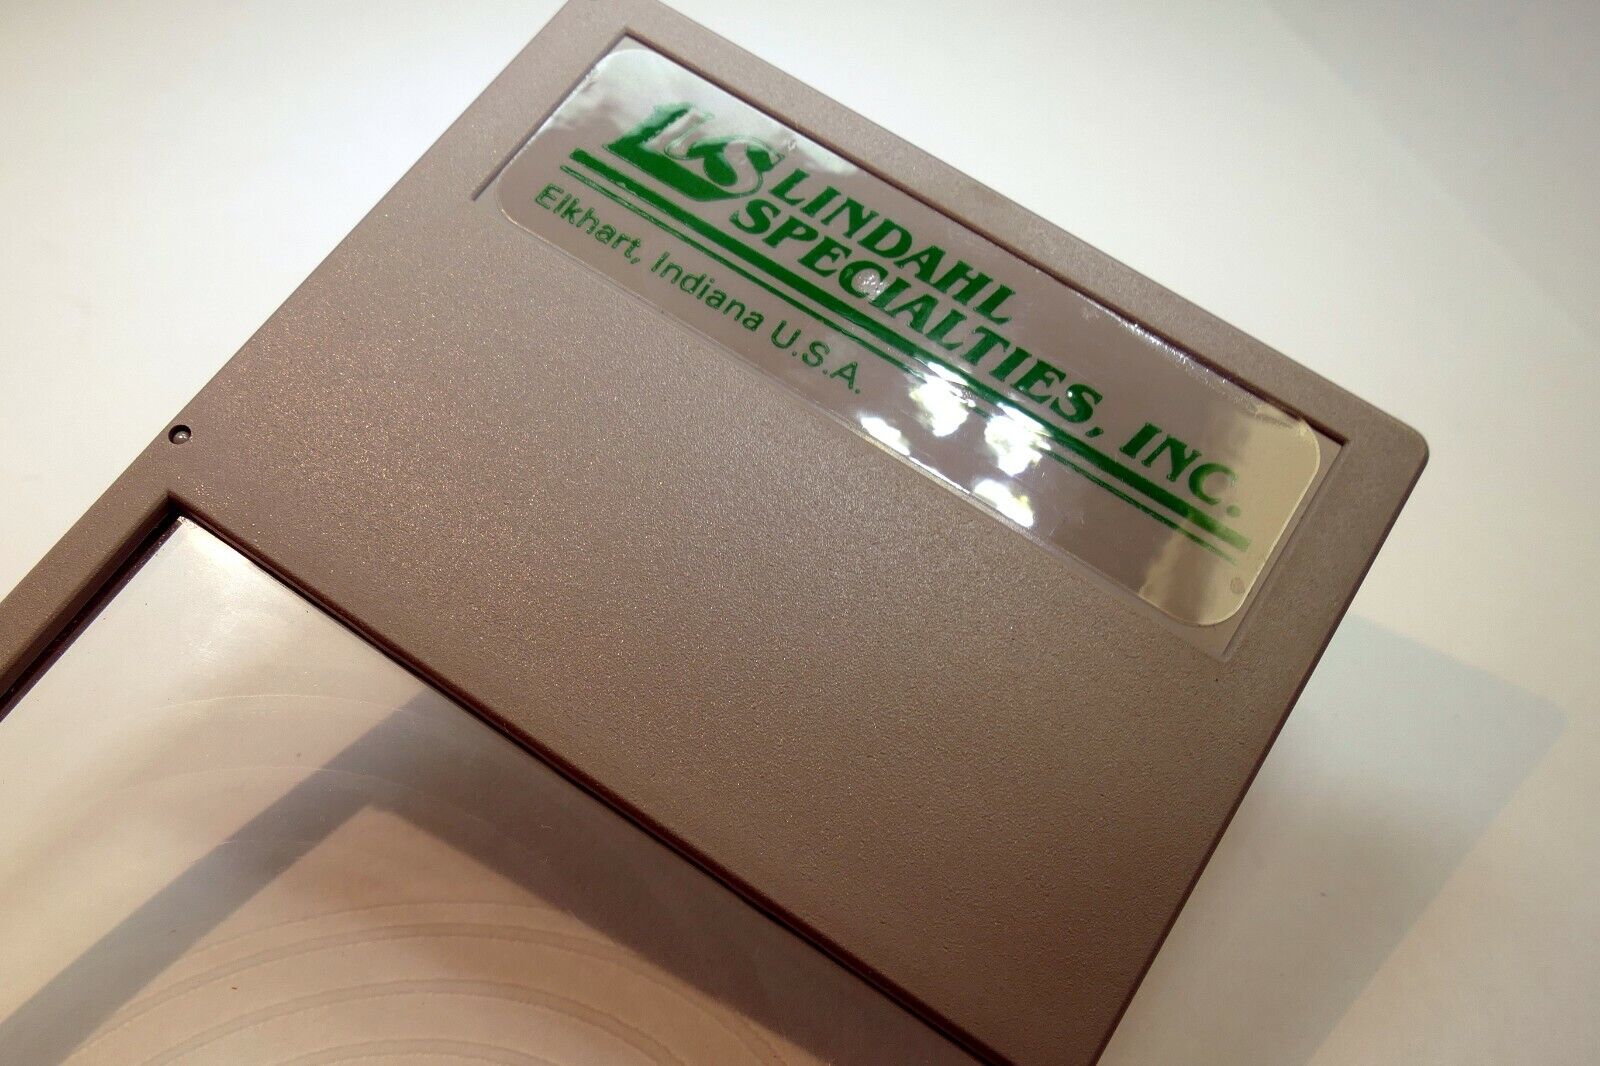 LS LINDAHL
SPECIALTIES, INC.
Elkhart, Indiana U.S.A.